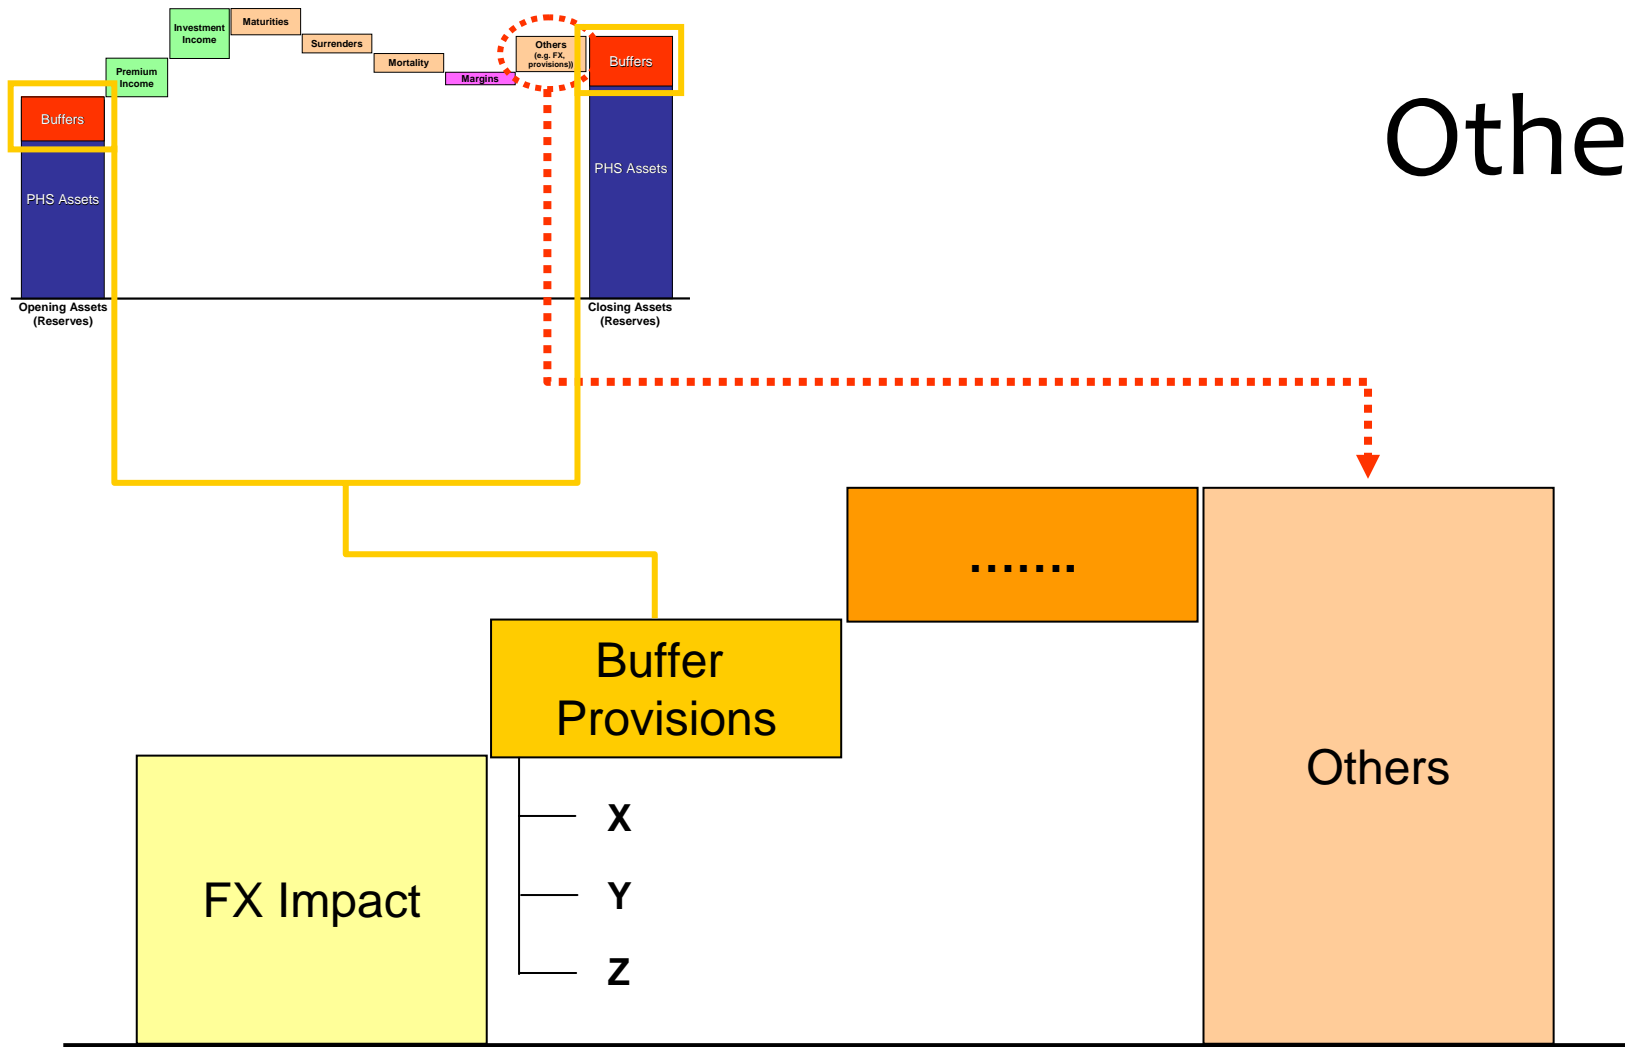 Othe
Investment
Income
Maturities
Surrenders
Mortality
Margins
Others
(e.g. FX,
provisions))
Buffers
Premium
Income
Buffers
PHS Assets
PHS Assets
Opening Assets
(Reserves)
Closing Assets
(Reserves)
.......
Buffer
Provisions
Others
X
FX Impact
Y
Z